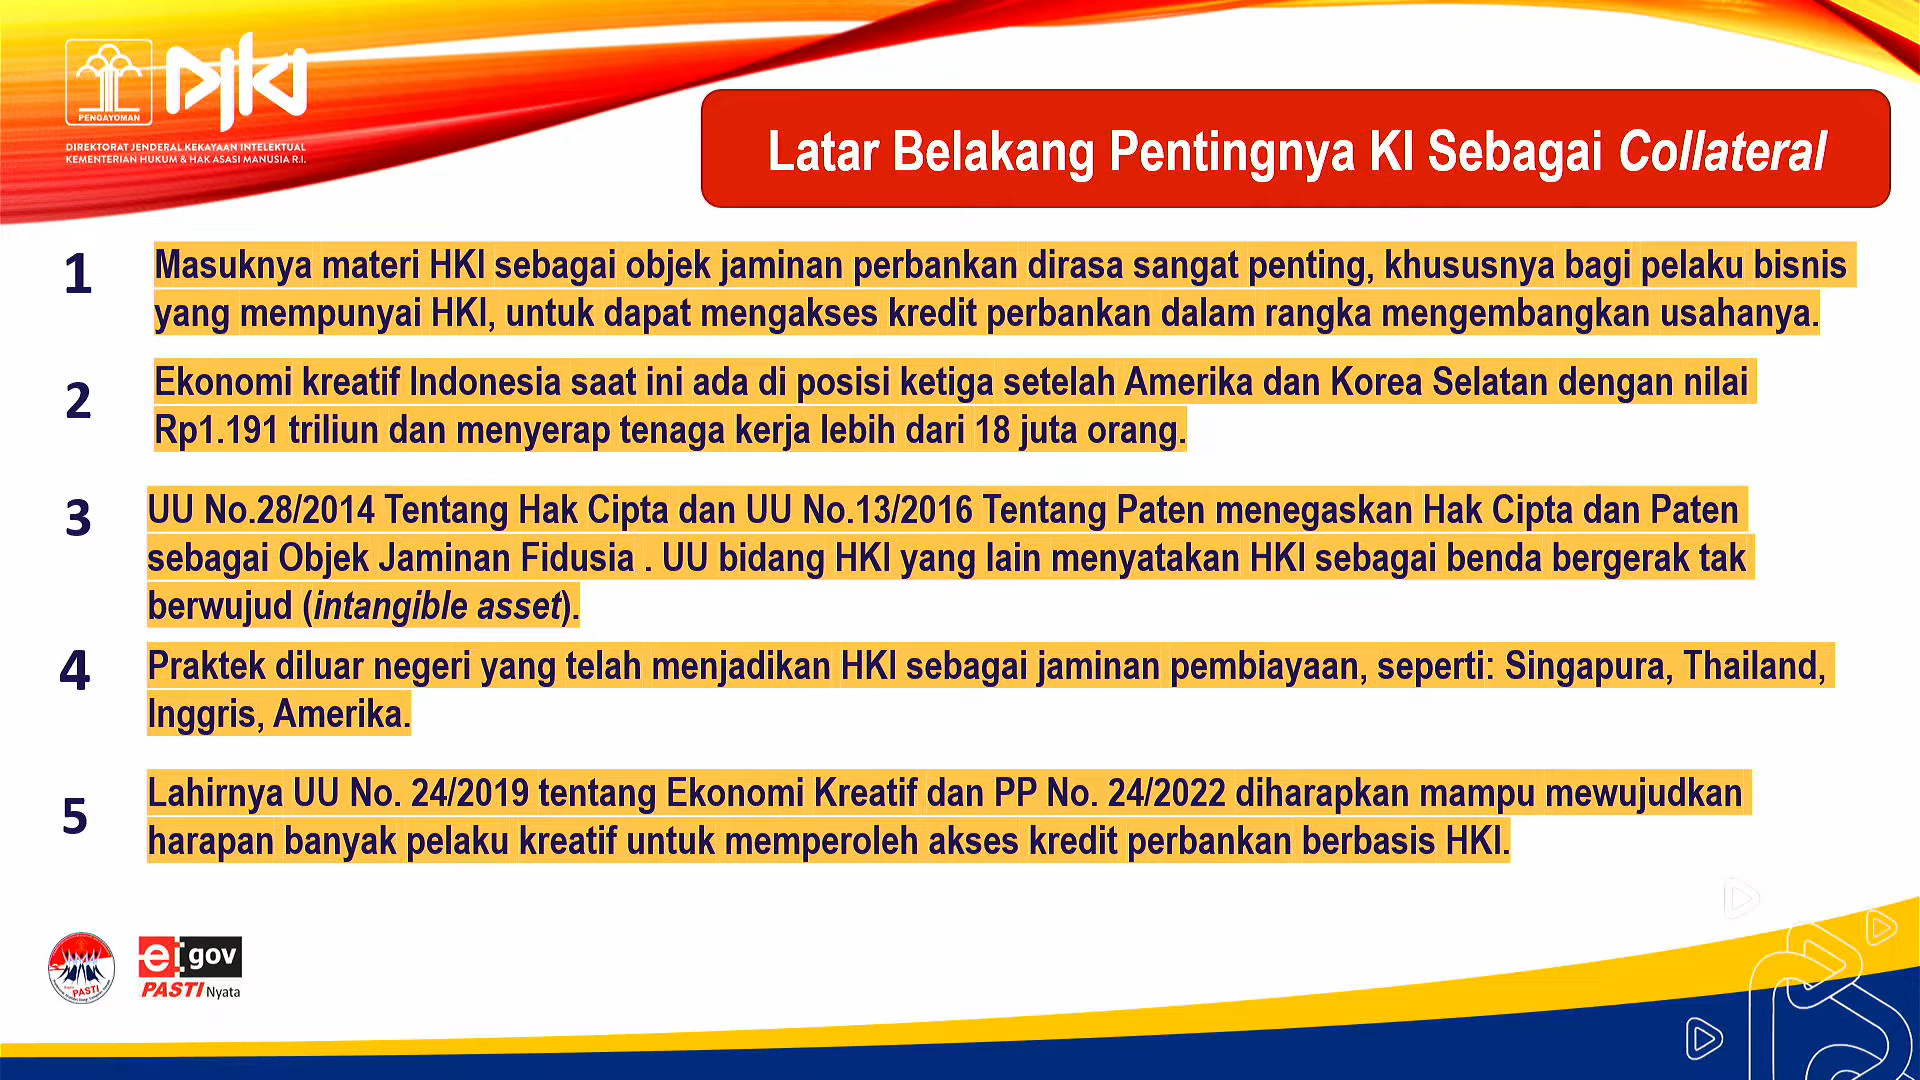 PENGAYOMAN
DJKI
DIREKTORAT JENDERAL KEKAYAAN INTELEKTUAL
KEMENTERIAN HUKUM & HAK ASASI MANUSIA R.I.
Latar Belakang Pentingnya KI Sebagai Collateral
1
Masuknya materi HKI sebagai objek jaminan perbankan dirasa sangat penting, khususnya bagi pelaku bisnis
yang mempunyai HKI, untuk dapat mengakses kredit perbankan dalam rangka mengembangkan usahanya.
2
Ekonomi kreatif Indonesia saat ini ada di posisi ketiga setelah Amerika dan Korea Selatan dengan nilai
Rp1.191 triliun dan menyerap tenaga kerja lebih dari 18 juta orang.
3
UU No.28/2014 Tentang Hak Cipta dan UU No.13/2016 Tentang Paten menegaskan Hak Cipta dan Paten
sebagai Objek Jaminan Fidusia . UU bidang HKI yang lain menyatakan HKI sebagai benda bergerak tak
berwujud (intangible asset).
4
Praktek diluar negeri yang telah menjadikan HKI sebagai jaminan pembiayaan, seperti: Singapura, Thailand,
Inggris, Amerika.
5
Lahirnya UU No. 24/2019 tentang Ekonomi Kreatif dan PP No. 24/2022 diharapkan mampu mewujudkan
harapan banyak pelaku kreatif untuk memperoleh akses kredit perbankan berbasis HKI.
PASTI
e gov
PASTI Nyata